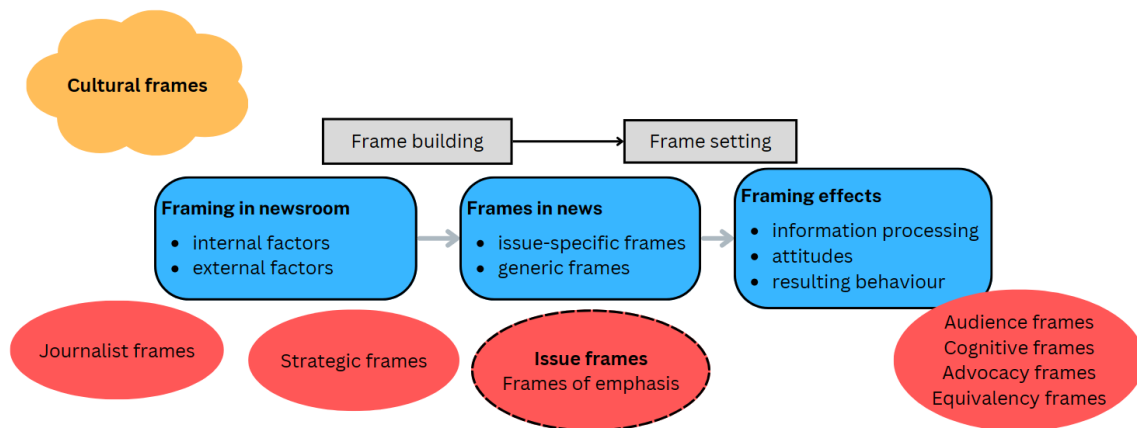 Cultural frames
Frame building
Frame setting
Framing in newsroom
• internal factors
• external factors
Frames in news
• issue-specific frames
• generic frames
Framing effects
• information processing
• attitudes
• resulting behaviour
Journalist frames
Strategic frames
Issue frames
Frames of emphasis
Audience frames
Cognitive frames
Advocacy frames
Equivalency frames